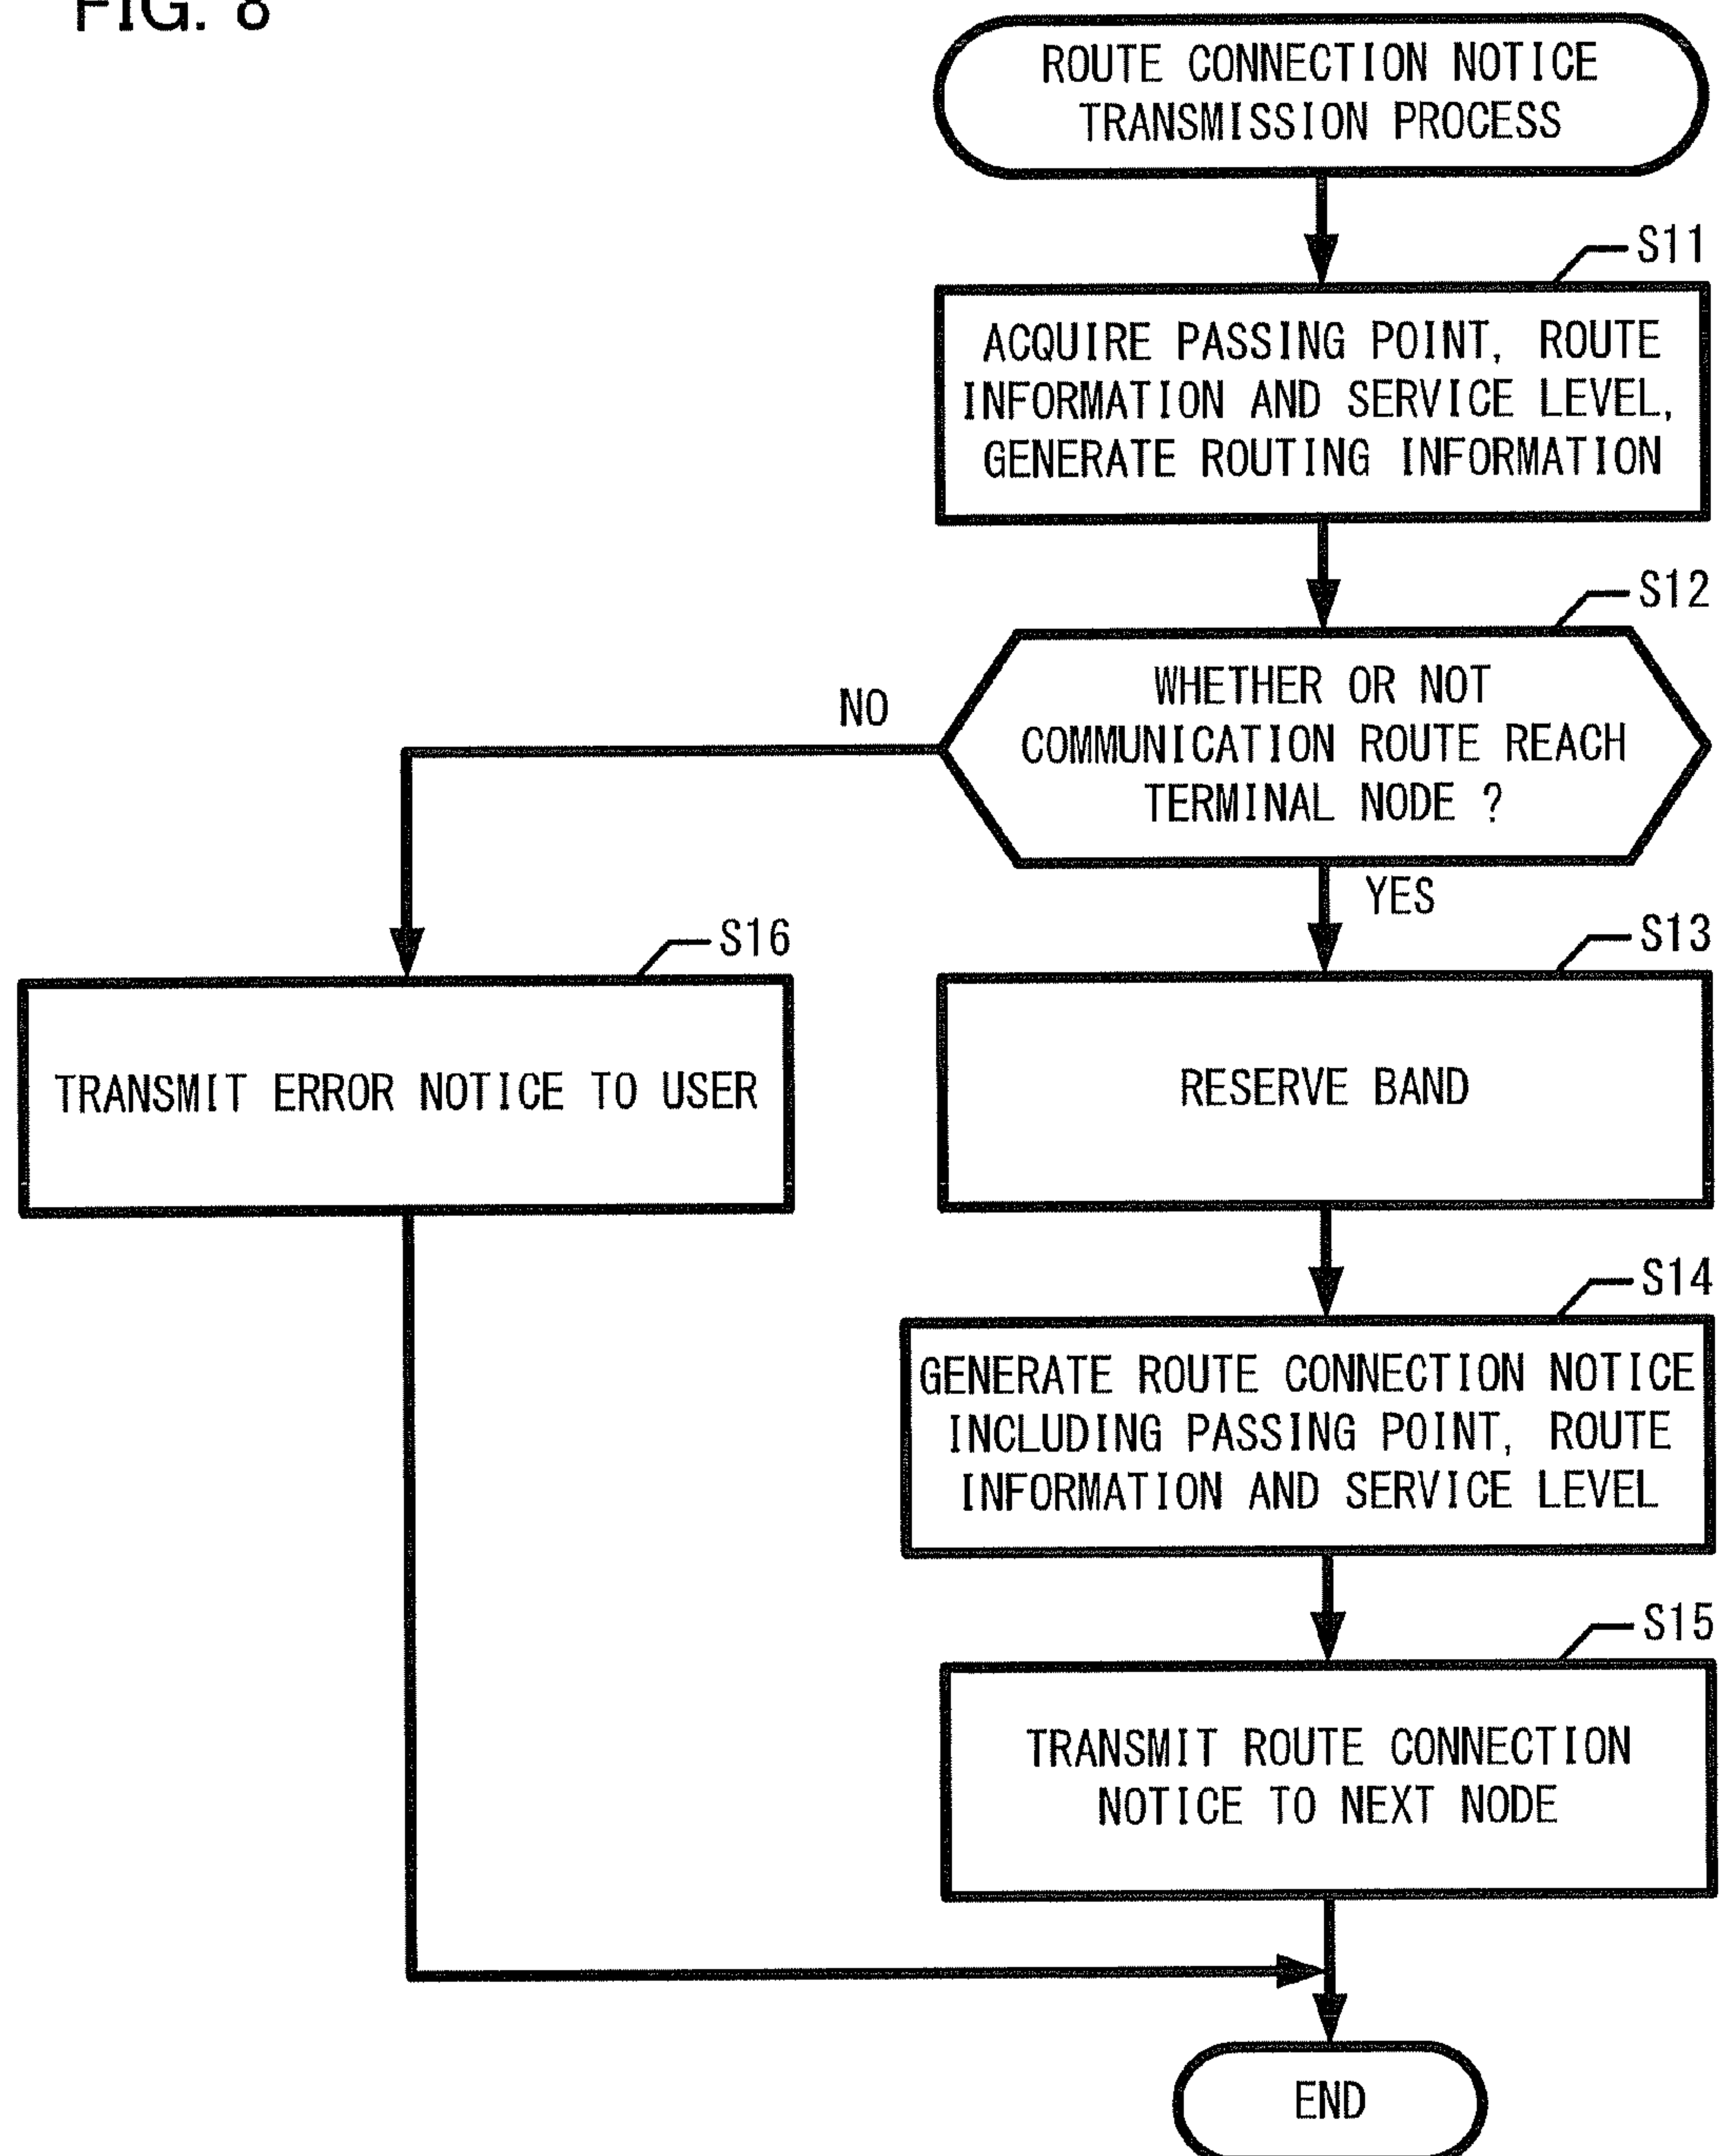 FIG. 8
ROUTE CONNECTION NOTICE
TRANSMISSION PROCESS
S11
ACQUIRE PASSING POINT, ROUTE
INFORMATION AND SERVICE LEVEL,
GENERATE ROUTING INFORMATION
S12
WHETHER OR NOT
COMMUNICATION ROUTE REACH
TERMINAL NODE ?
NO
YES
S16
TRANSMIT ERROR NOTICE TO USER
S13
RESERVE BAND
S14
GENERATE ROUTE CONNECTION NOTICE
INCLUDING PASSING POINT, ROUTE
INFORMATION AND SERVICE LEVEL
S15
TRANSMIT ROUTE CONNECTION
NOTICE TO NEXT NODE
END